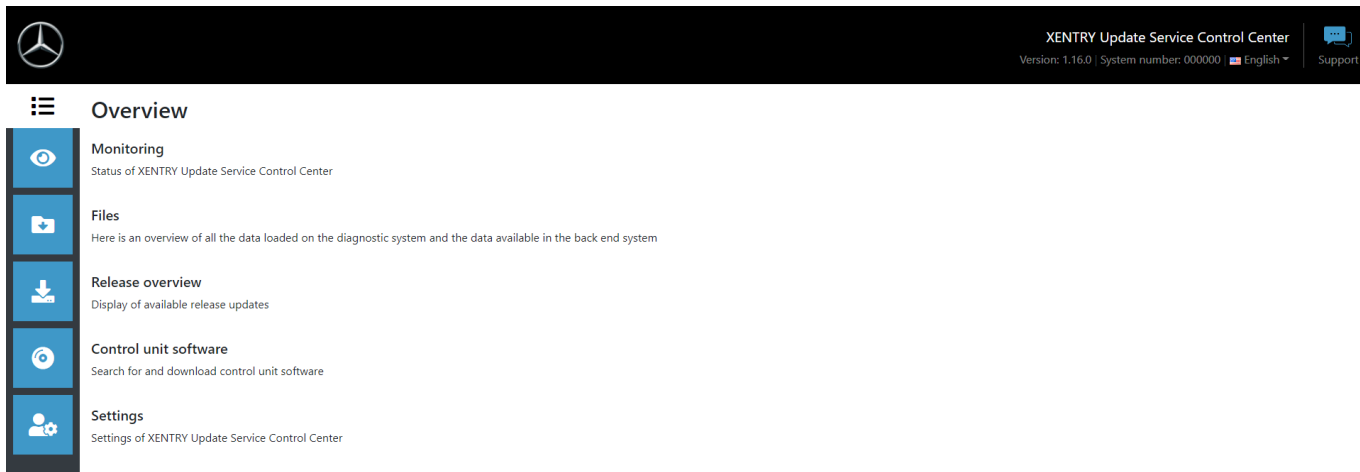 XENTRY Update Service Control Center
Version: 1.16.0 | System number: 000000 | English
Support
Overview
Monitoring
Status of XENTRY Update Service Control Center
Files
Here is an overview of all the data loaded on the diagnostic system and the data available in the back end system
Release overview
Display of available release updates
Control unit software
Search for and download control unit software
Settings
Settings of XENTRY Update Service Control Center